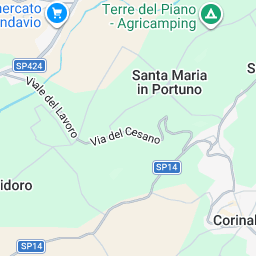 mercato
ndavio
Terre del Piano
- Agricamping
SP424
Santa Maria
in Portuno
Viale del Lavoro
Via del Cesano
SP14
idoro
Corinal
SP14